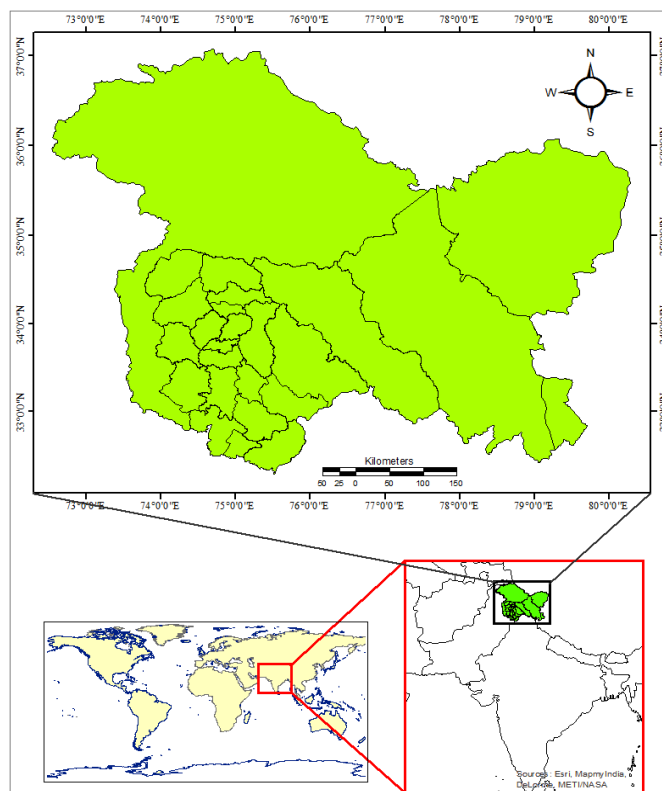 73°0'0"N 74°0'0"N 75°0'0"N 76°0'0"N 77°0'0"N 78°0'0"N 79°0'0"N 80°0'0"N
37°0'0"N
N
W E
S
36°0'0"N
35°0'0"N
34°0'0"N
33°0'0"N
Kilometers
50 25 0 50 100 150
73°0'0"N 74°0'0"N 75°0'0"N 76°0'0"N 77°0'0"N 78°0'0"N 79°0'0"N 80°0'0"N
Sources: Esri, MapmyIndia,
DeLorme, METI/NASA